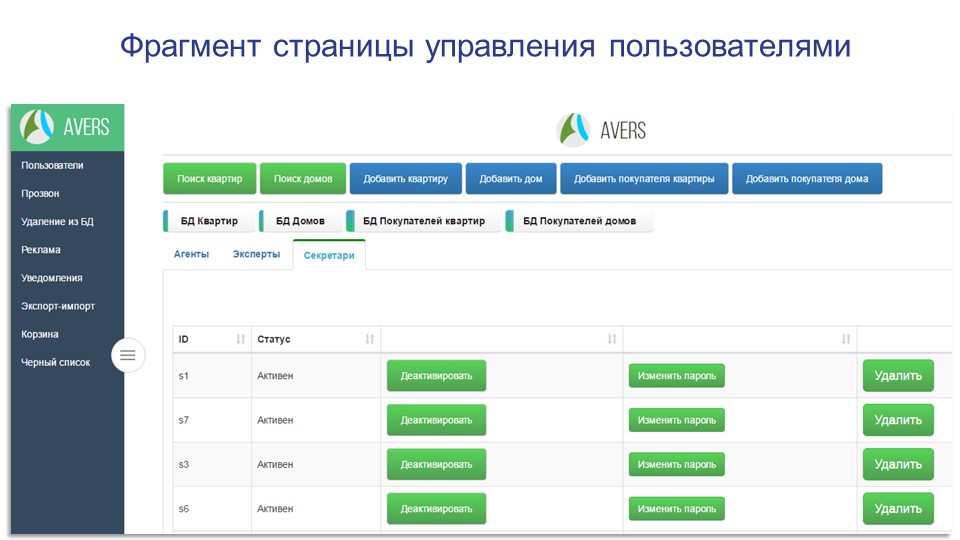 Фрагмент страницы управления пользователями
AVERS
AVERS
Пользователи
Прозвон
Удаление из БД
Реклама
Уведомления
Экспорт-импорт
Корзина
Черный список
Поиск квартир Поиск домов Добавить квартиру Добавить дом Добавить покупателя квартиры Добавить покупателя дома
БД Квартир БД Домов БД Покупателей квартир БД Покупателей домов
Агенты Эксперты Секретари
ID Статус
s1 Активен Деактивировать Изменить пароль Удалить
s7 Активен Деактивировать Изменить пароль Удалить
s3 Активен Деактивировать Изменить пароль Удалить
s6 Активен Деактивировать Изменить пароль Удалить